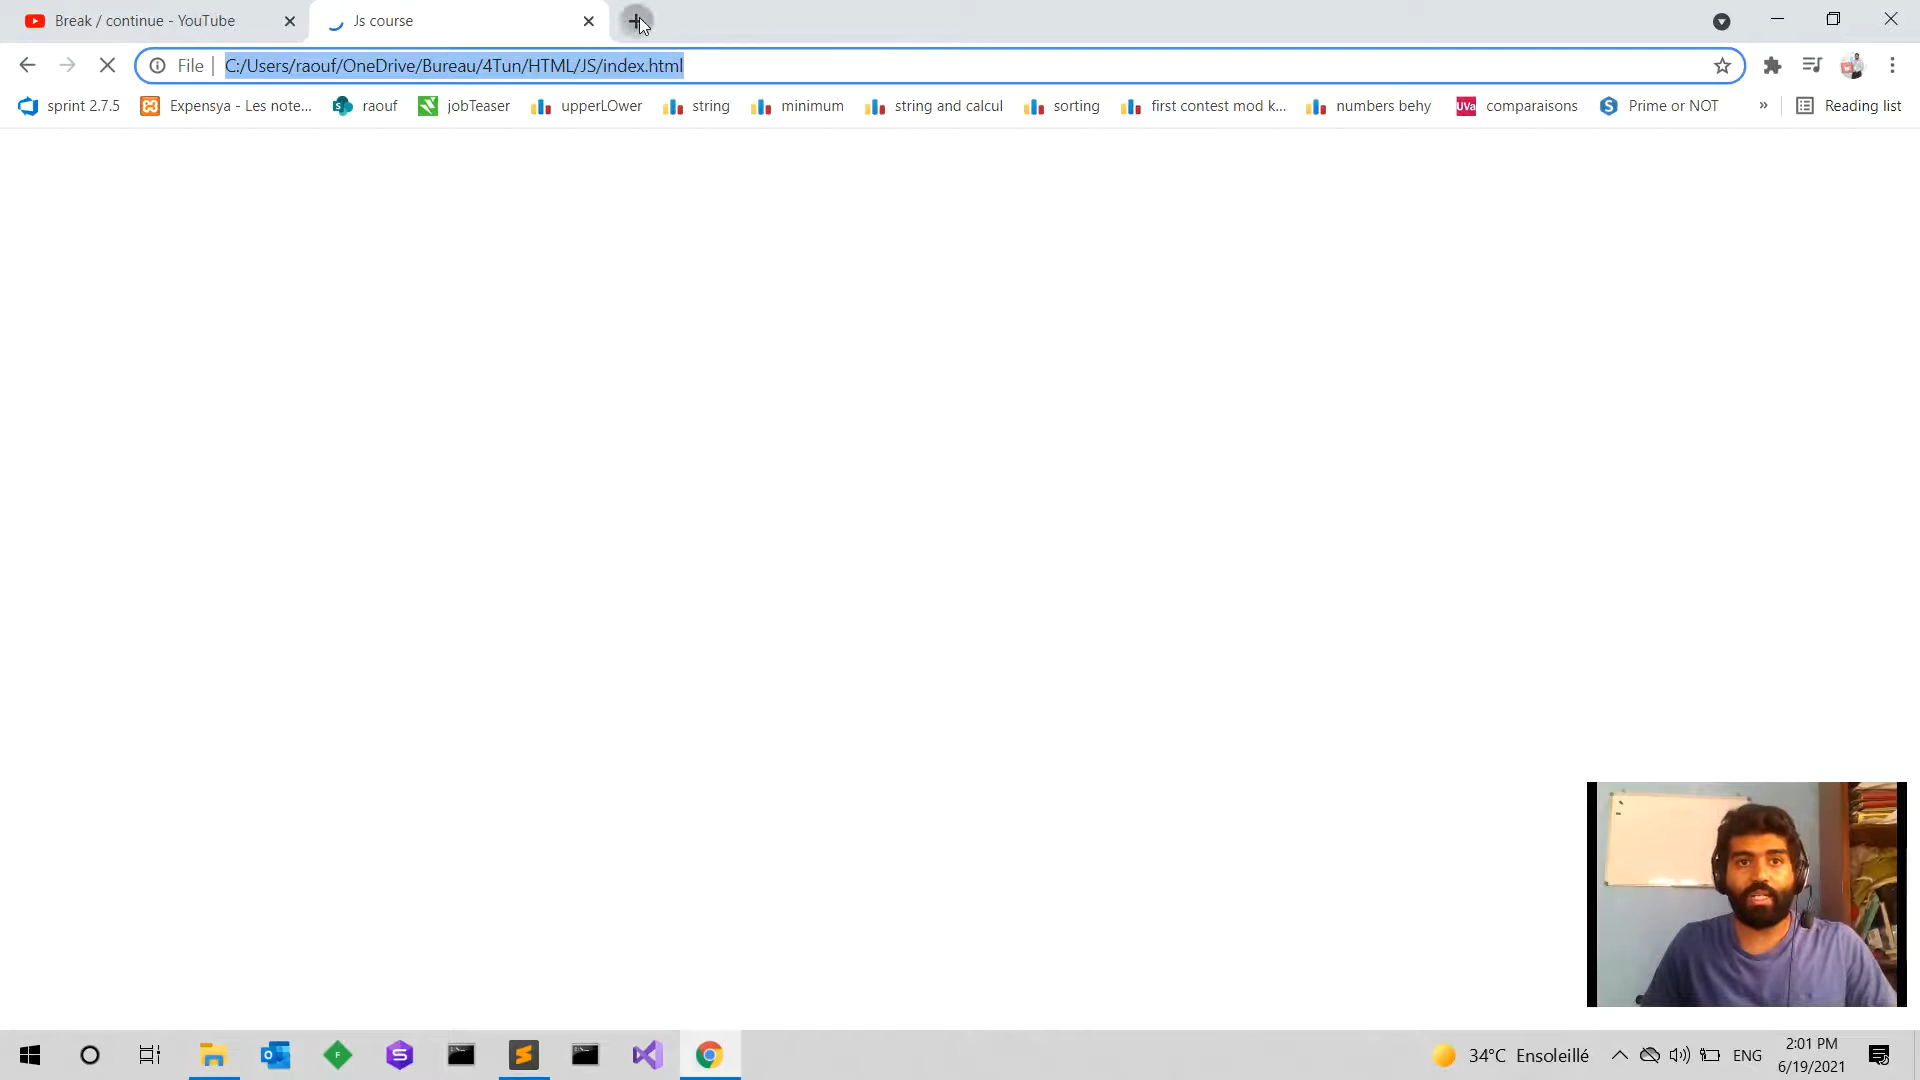 Break / continue - YouTube
Js course
File
C:/Users/raouf/OneDrive/Bureau/4Tun/HTML/JS/index.html
sprint 2.7.5
Expensya - Les note...
raouf
jobTeaser
upperLOwer
string
minimum
string and calcul
sorting
first contest mod k...
numbers behy
UVa
comparaisons
Prime or NOT
»
Reading list
34°C Ensoleillé
ENG
2:01 PM
6/19/2021